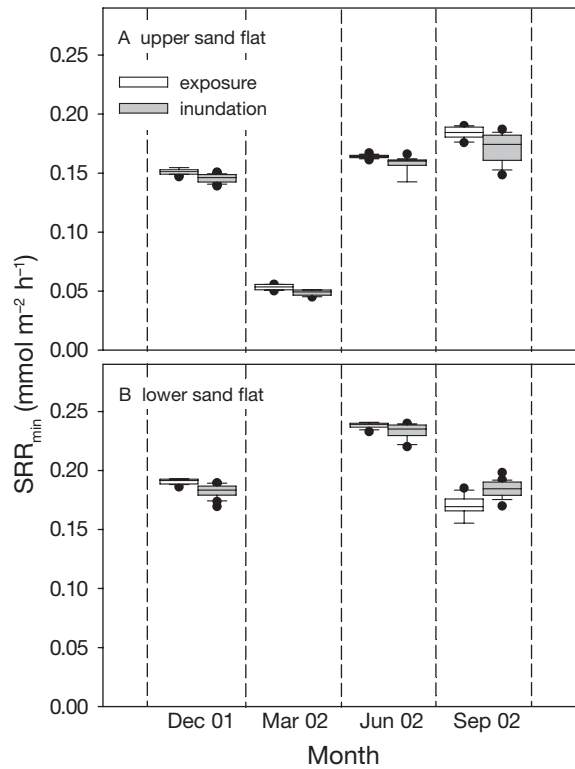 A upper sand flat
exposure
inundation
0.25
0.20
0.15
0.10
0.05
0.00
B lower sand flat
0.25
0.20
0.15
0.10
0.05
0.00
SRRmin (mmol m⁻² h⁻¹)
Dec 01 Mar 02 Jun 02 Sep 02
Month